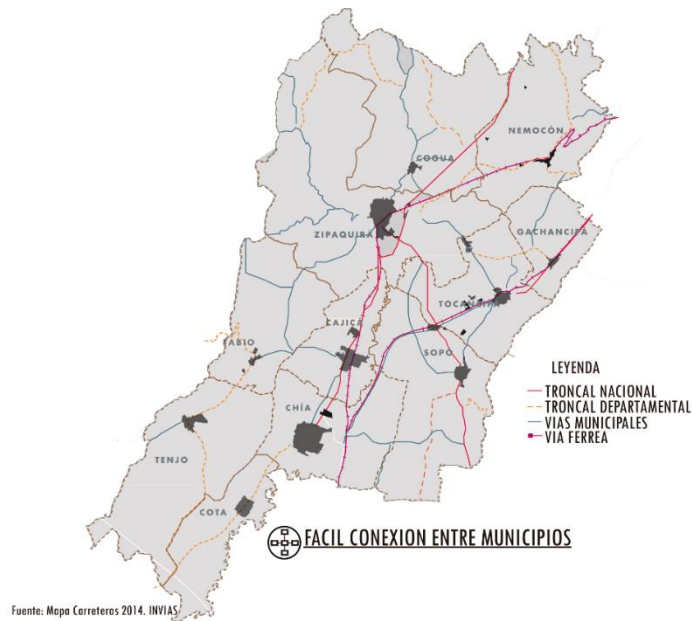 NEMOCÓN
COGUA
ZIPAQUIRÁ
GACHANCIPÁ
TOCANCIPÁ
CAJICÁ
SOPÓ
TABIO
CHÍA
TENJO
COTA
LEYENDA
TRONCAL NACIONAL
TRONCAL DEPARTAMENTAL
VIAS MUNICIPALES
VIA FERREA
FACIL CONEXION ENTRE MUNICIPIOS
Fuente: Mapa Carreteras 2014. INVIAS